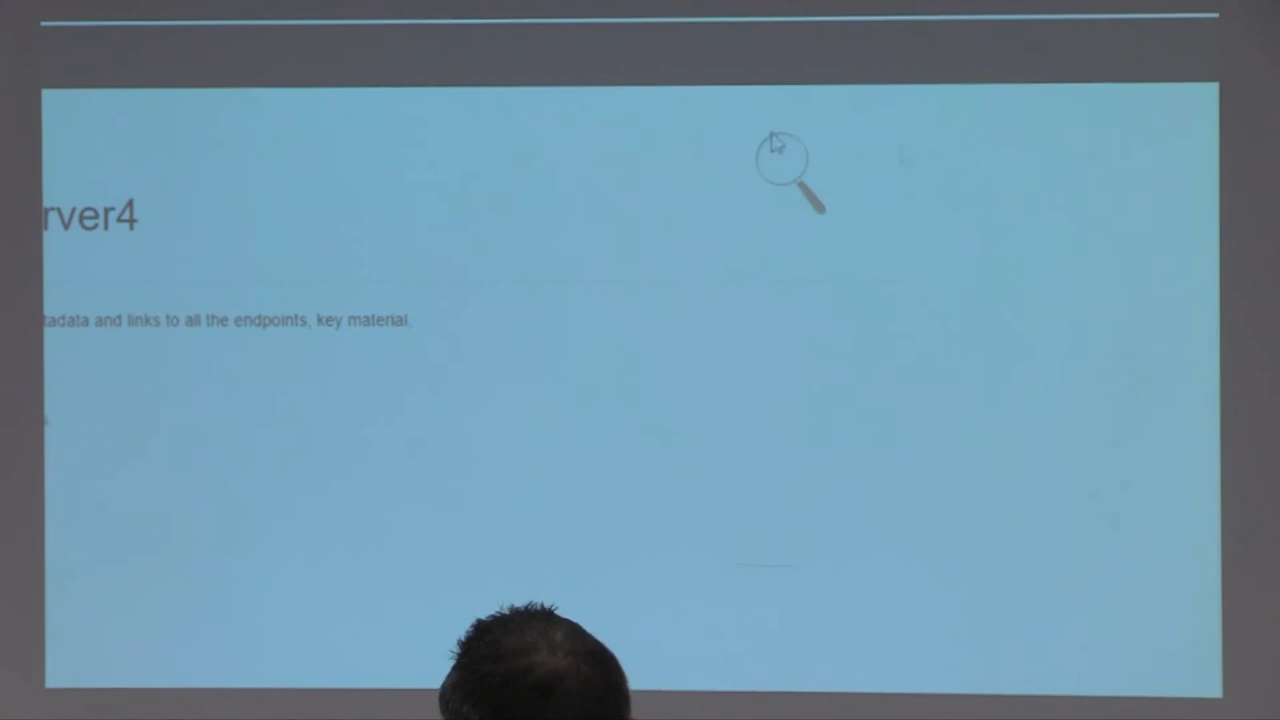 rver4
tadata and links to all the endpoints, key material.